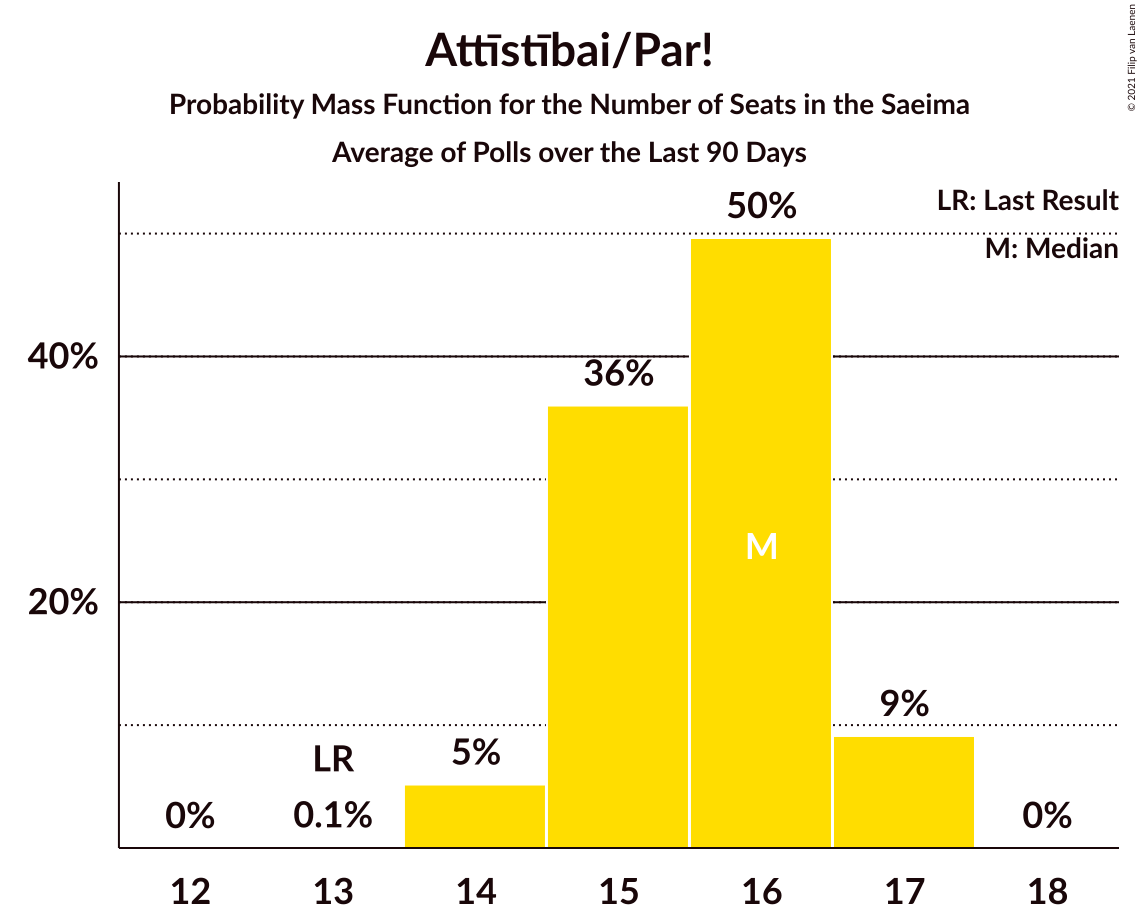 Attīstībai/Par!
Probability Mass Function for the Number of Seats in the Saeima
Average of Polls over the Last 90 Days
© 2021 Filip van Laenen
LR: Last Result
M: Median
50%
40%
36%
M
20%
9%
5%
LR
0%
0.1%
0%
12 13 14 15 16 17 18